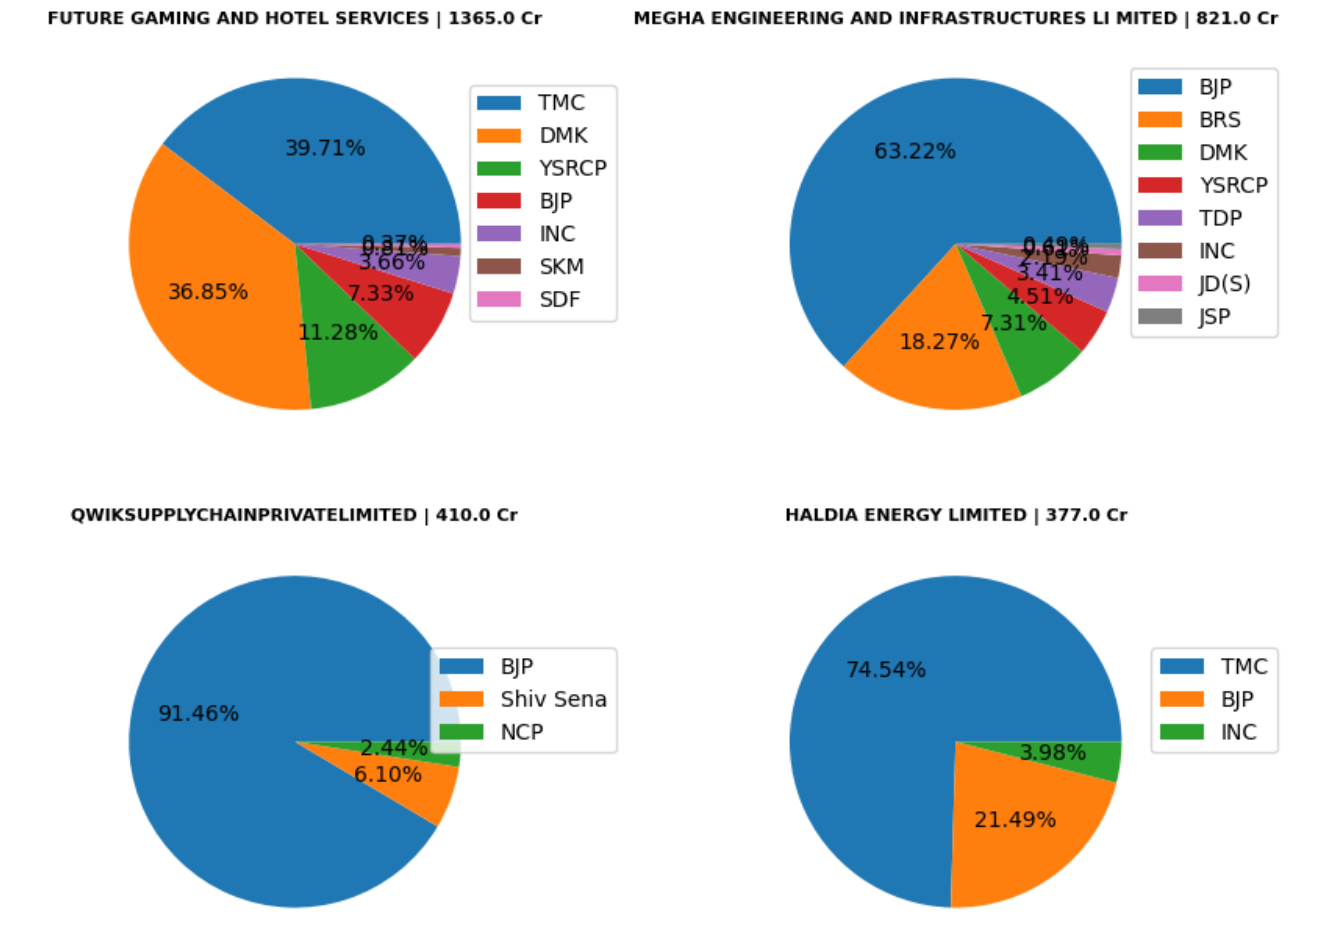 FUTURE GAMING AND HOTEL SERVICES | 1365.0 Cr
39.71%
36.85%
11.28%
7.33%
3.66%
0.37%
TMC
DMK
YSRCP
BJP
INC
SKM
SDF
MEGHA ENGINEERING AND INFRASTRUCTURES LI MITED | 821.0 Cr
63.22%
18.27%
7.31%
4.51%
3.41%
2.19%
BJP
BRS
DMK
YSRCP
TDP
INC
JD(S)
JSP
QWIKSUPPLYCHAINPRIVATELIMITED | 410.0 Cr
91.46%
6.10%
2.44%
BJP
Shiv Sena
NCP
HALDIA ENERGY LIMITED | 377.0 Cr
74.54%
21.49%
3.98%
TMC
BJP
INC